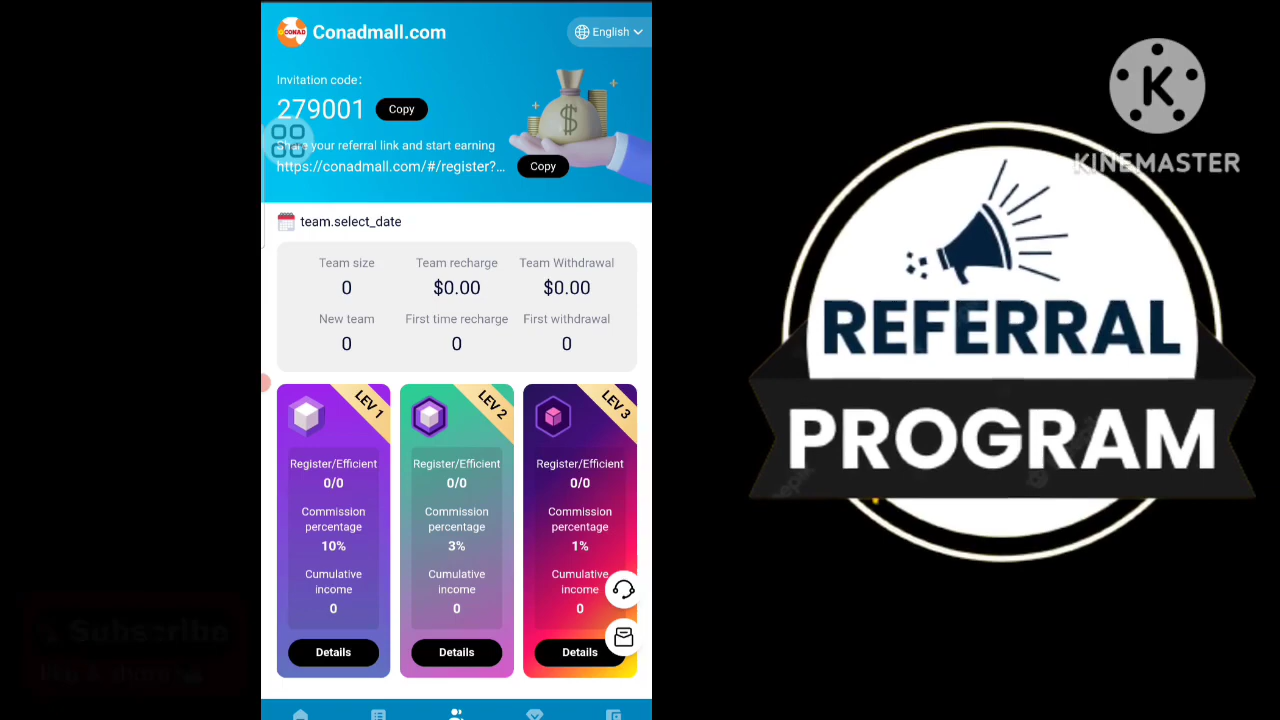 CONAD
Conadmall.com
English
Invitation code:
279001
Copy
Share your referral link and start earning
https://conadmall.com/#/register?...
Copy
team.select_date
Team size
Team recharge
Team Withdrawal
0
$0.00
$0.00
New team
First time recharge
First withdrawal
0
0
0
LEV 1
LEV 2
LEV 3
Register/Efficient
Register/Efficient
Register/Efficient
0/0
0/0
0/0
Commission
percentage
Commission
percentage
Commission
percentage
10%
3%
1%
Cumulative
income
Cumulative
income
Cumulative
income
0
0
0
Details
Details
Details
K
KINEMASTER
REFERRAL
PROGRAM
Subscribe